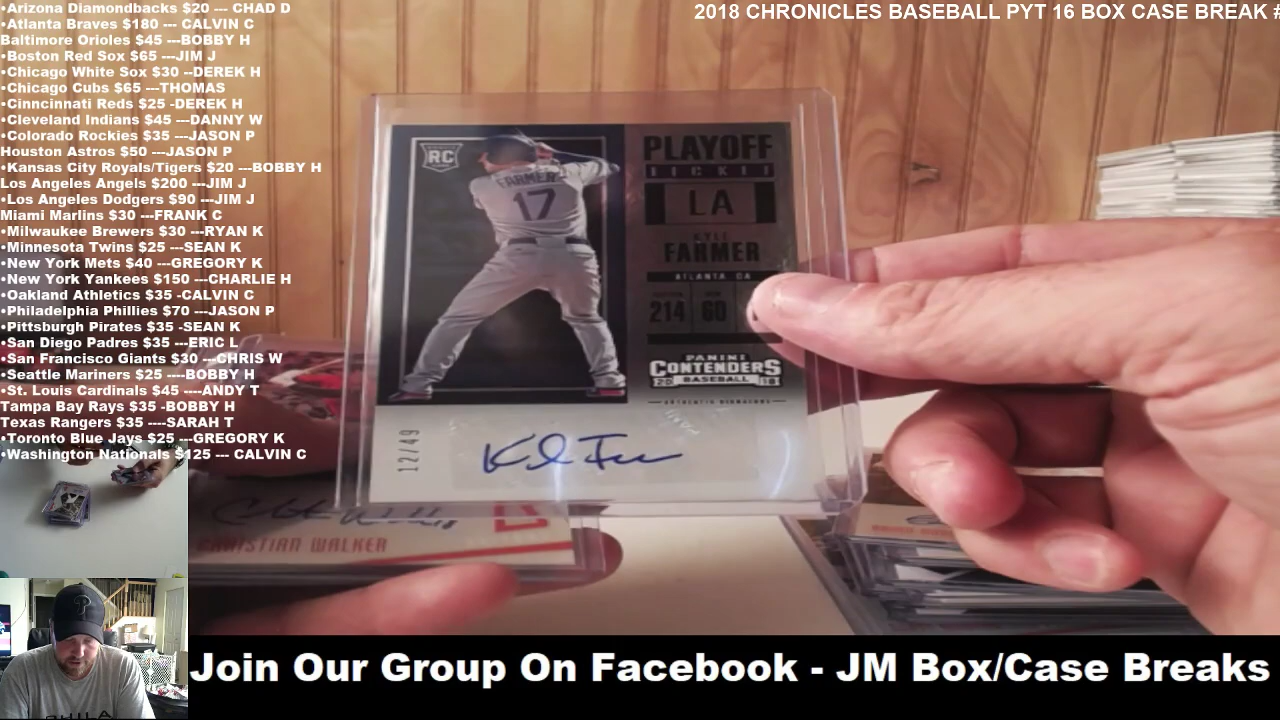 •Arizona Diamondbacks $20 --- CHAD D
•Atlanta Braves $180 --- CALVIN C
Baltimore Orioles $45 ---BOBBY H
•Boston Red Sox $65 ---JIM J
•Chicago White Sox $30 --DEREK H
•Chicago Cubs $65 ---THOMAS
•Cinncinnati Reds $25 -DEREK H
•Cleveland Indians $45 ---DANNY W
•Colorado Rockies $35 ---JASON P
Houston Astros $50 ---JASON P
•Kansas City Royals/Tigers $20 ---BOBBY H
Los Angeles Angels $200 ---JIM J
•Los Angeles Dodgers $90 ---JIM J
Miami Marlins $30 ---FRANK C
•Milwaukee Brewers $30 ---RYAN K
•Minnesota Twins $25 ---SEAN K
•New York Mets $40 ---GREGORY K
•New York Yankees $150 ---CHARLIE H
•Oakland Athletics $35 -CALVIN C
•Philadelphia Phillies $70 ---JASON P
•Pittsburgh Pirates $35 -SEAN K
•San Diego Padres $35 ---ERIC L
•San Francisco Giants $30 ---CHRIS W
•Seattle Mariners $25 ----BOBBY H
•St. Louis Cardinals $45 ----ANDY T
Tampa Bay Rays $35 -BOBBY H
Texas Rangers $35 ----SARAH T
•Toronto Blue Jays $25 ---GREGORY K
•Washington Nationals $125 --- CALVIN C
2018 CHRONICLES BASEBALL PYT 16 BOX CASE BREAK #
RC
FARMER
17
PLAYOFF
TICKET
LA
KYLE
FARMER
ATLANTA, GA
214 60
PANINI
CONTENDERS
20 BASEBALL 18
AUTHENTIC SIGNATURE
12/49
CHRISTIAN WALKER
Join Our Group On Facebook - JM Box/Case Breaks